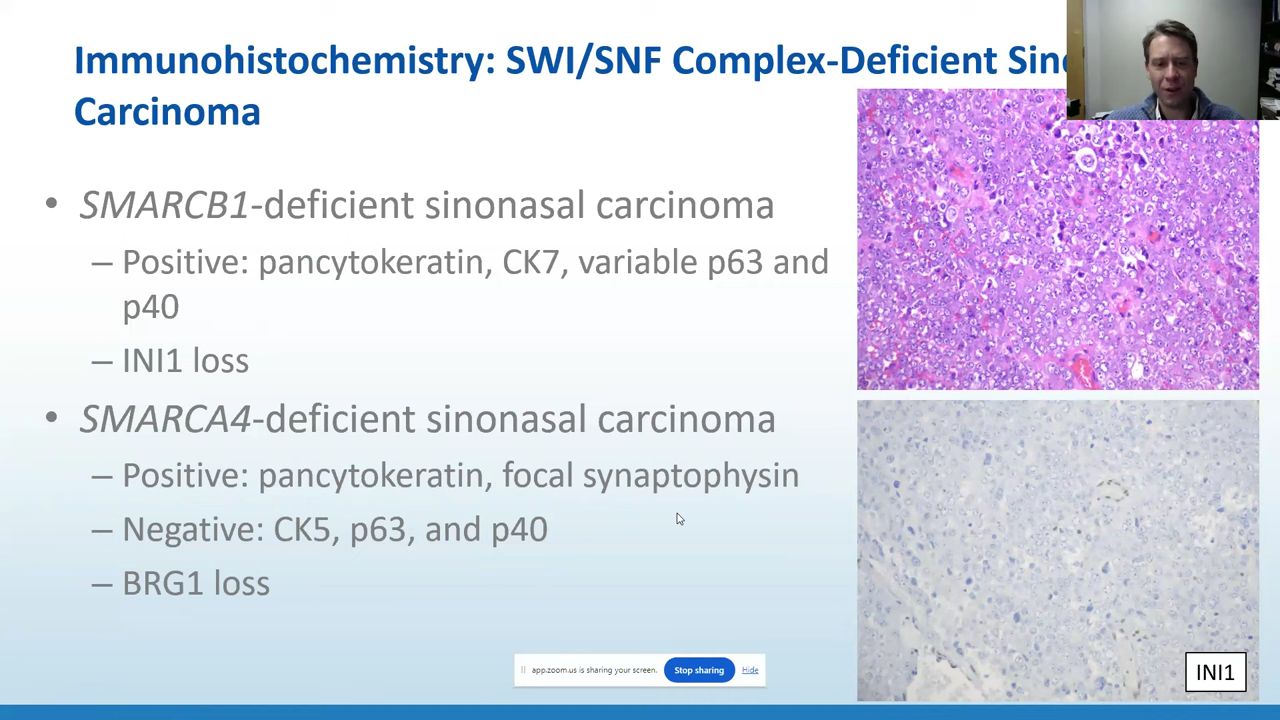 Immunohistochemistry: SWI/SNF Complex-Deficient
Carcinoma
• SMARCB1-deficient sinonasal carcinoma
– Positive: pancytokeratin, CK7, variable p63 and
p40
– INI1 loss
• SMARCA4-deficient sinonasal carcinoma
– Positive: pancytokeratin, focal synaptophysin
– Negative: CK5, p63, and p40
– BRG1 loss
INI1
app.zoom.us is sharing your screen. Stop sharing Hide